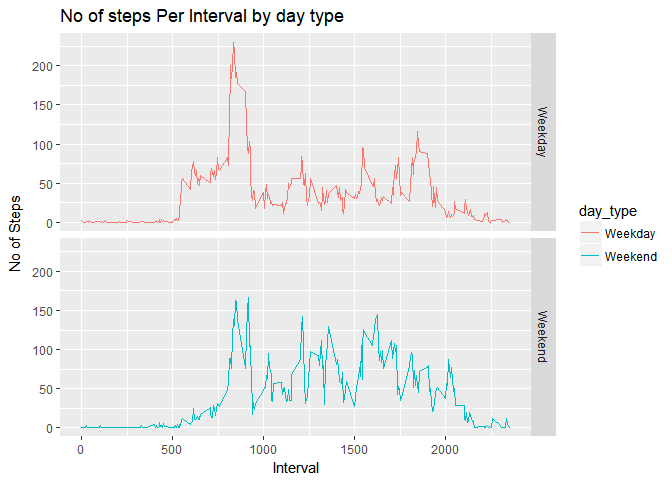 No of steps Per Interval by day type
No of Steps
200
150
100
50
0
Weekday
200
150
100
50
0
Weekend
0
500
1000
1500
2000
Interval
day_type
Weekday
Weekend